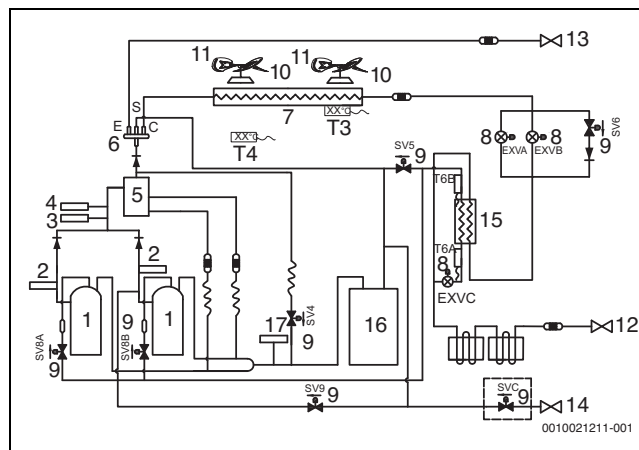 13
11
11
10
10
S
E
C
XX°C
8
8
SV6
6
7
T3
XX°C
EXVA
EXVB
9
T4
SV5
9
5
T6B
4
3
15
T6A
2
2
8
EXVC
SV4
17
16
12
1
9
1
SV8A
SV8B
9
9
9
SV9
9
SVC
9
14
0010021211-001